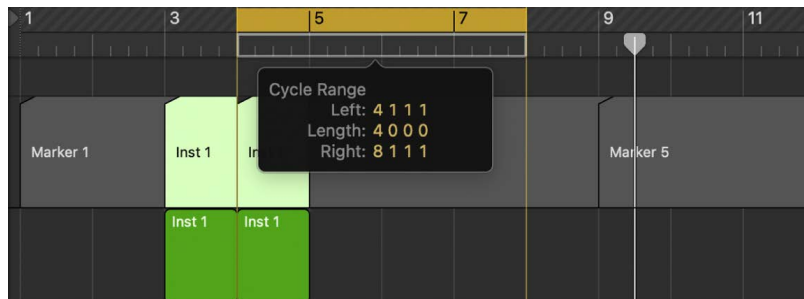 1 3 5 7 9 11
Cycle Range
Left: 4 1 1 1
Length: 4 0 0 0
Right: 8 1 1 1
Marker 1
Inst 1
Marker 5
Inst 1
Inst 1